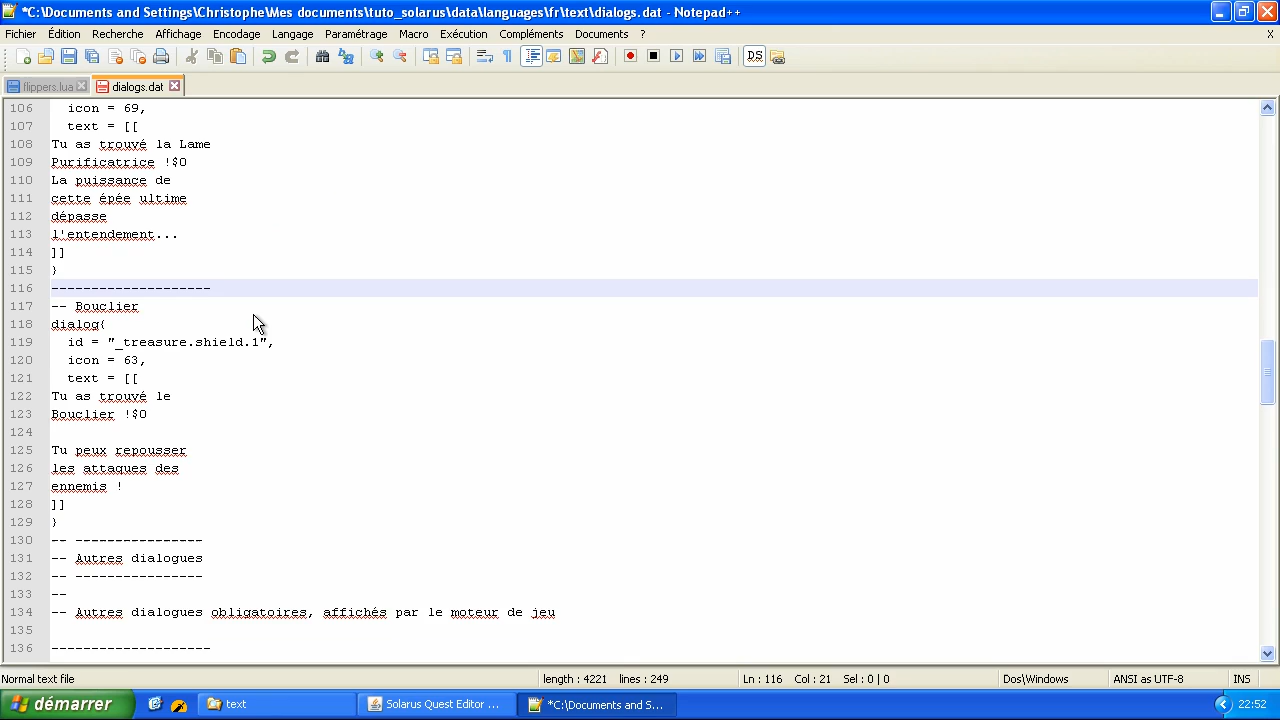 *C:\Documents and Settings\Christophe\Mes documents\tuto_solarus\data\languages\fr\text\dialogs.dat - Notepad++
Fichier Édition Recherche Affichage Encodage Langage Paramétrage Macro Exécution Compléments Documents ? X
flippers.lua dialogs.dat
106 icon = 69,
107 text = [[
108 Tu as trouvé la Lame
109 Purificatrice !$0
110 La puissance de
111 cette épée ultime
112 dépasse
113 l'entendement...
114 ]]
115 }
116 --------------------
117 -- Bouclier
118 dialog{
119 id = "_treasure.shield.1",
120 icon = 63,
121 text = [[
122 Tu as trouvé le
123 Bouclier !$0
124
125 Tu peux repousser
126 les attaques des
127 ennemis !
128 ]]
129 }
130 -- ----------------
131 -- Autres dialogues
132 -- ----------------
133 --
134 -- Autres dialogues obligatoires, affichés par le moteur de jeu
135
136 --------------------
Normal text file length : 4221 lines : 249 Ln : 116 Col : 21 Sel : 0 | 0 Dos\Windows ANSI as UTF-8 INS
démarrer text Solarus Quest Editor ... *C:\Documents and S... 22:52